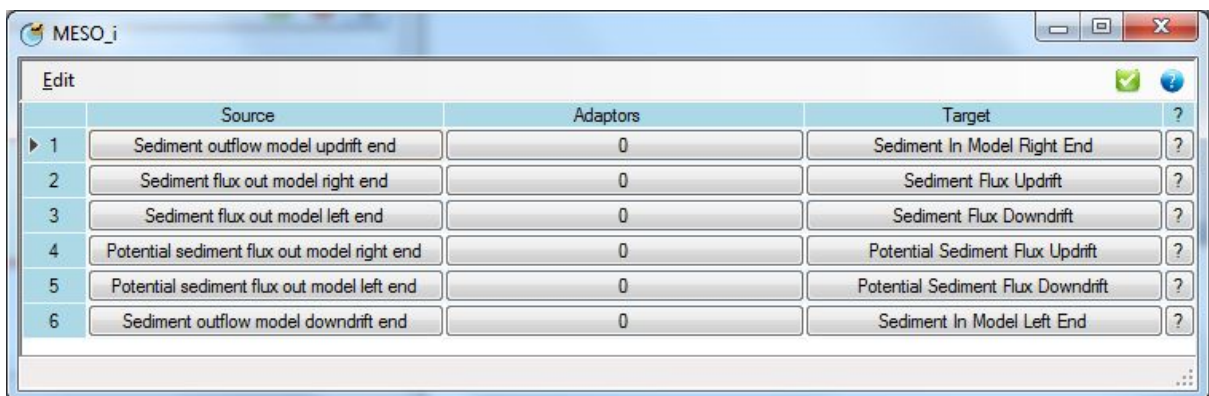 MESO_i
Edit
Source Adaptors Target ?
1 Sediment outflow model updrift end 0 Sediment In Model Right End ?
2 Sediment flux out model right end 0 Sediment Flux Updrift ?
3 Sediment flux out model left end 0 Sediment Flux Downdrift ?
4 Potential sediment flux out model right end 0 Potential Sediment Flux Updrift ?
5 Potential sediment flux out model left end 0 Potential Sediment Flux Downdrift ?
6 Sediment outflow model downdrift end 0 Sediment In Model Left End ?